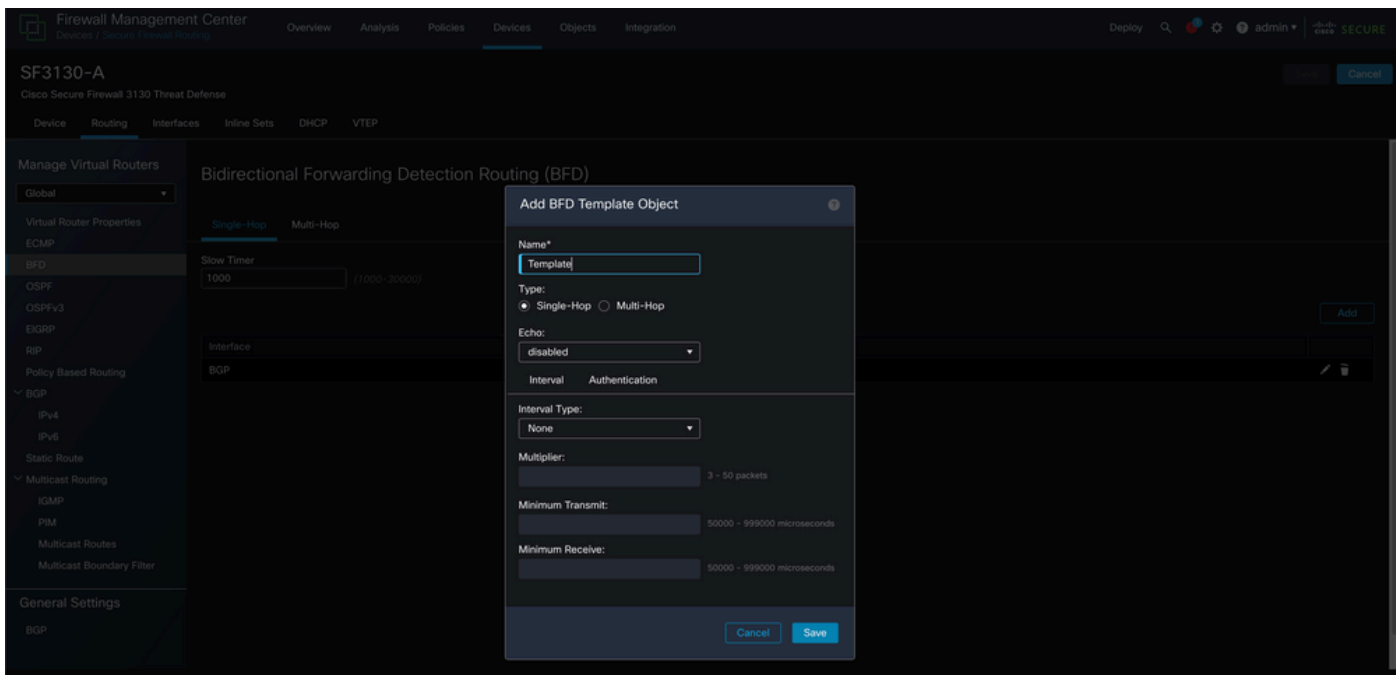 Firewall Management Center
Devices / Secure Firewall Routing
Overview Analysis Policies Devices Objects Integration
Deploy admin cisco SECURE
SF3130-A
Cancel
Cisco Secure Firewall 3130 Threat Defense
Device Routing Interfaces Inline Sets DHCP VTEP
Manage Virtual Routers
Global
Virtual Router Properties
ECMP
BFD
OSPF
OSPFv3
EIGRP
RIP
Policy Based Routing
BGP
IPv4
IPv6
Static Route
Multicast Routing
IGMP
PIM
Multicast Routes
Multicast Boundary Filter
General Settings
BGP
Bidirectional Forwarding Detection Routing (BFD)
Single-Hop Multi-Hop
Slow Timer
1000 (1000-30000)
Add
Interface
BGP
Add BFD Template Object
Name*
Template
Type:
Single-Hop Multi-Hop
Echo:
disabled
Interval Authentication
Interval Type:
None
Multiplier:
3 - 50 packets
Minimum Transmit:
50000 - 999000 microseconds
Minimum Receive:
50000 - 999000 microseconds
Cancel Save